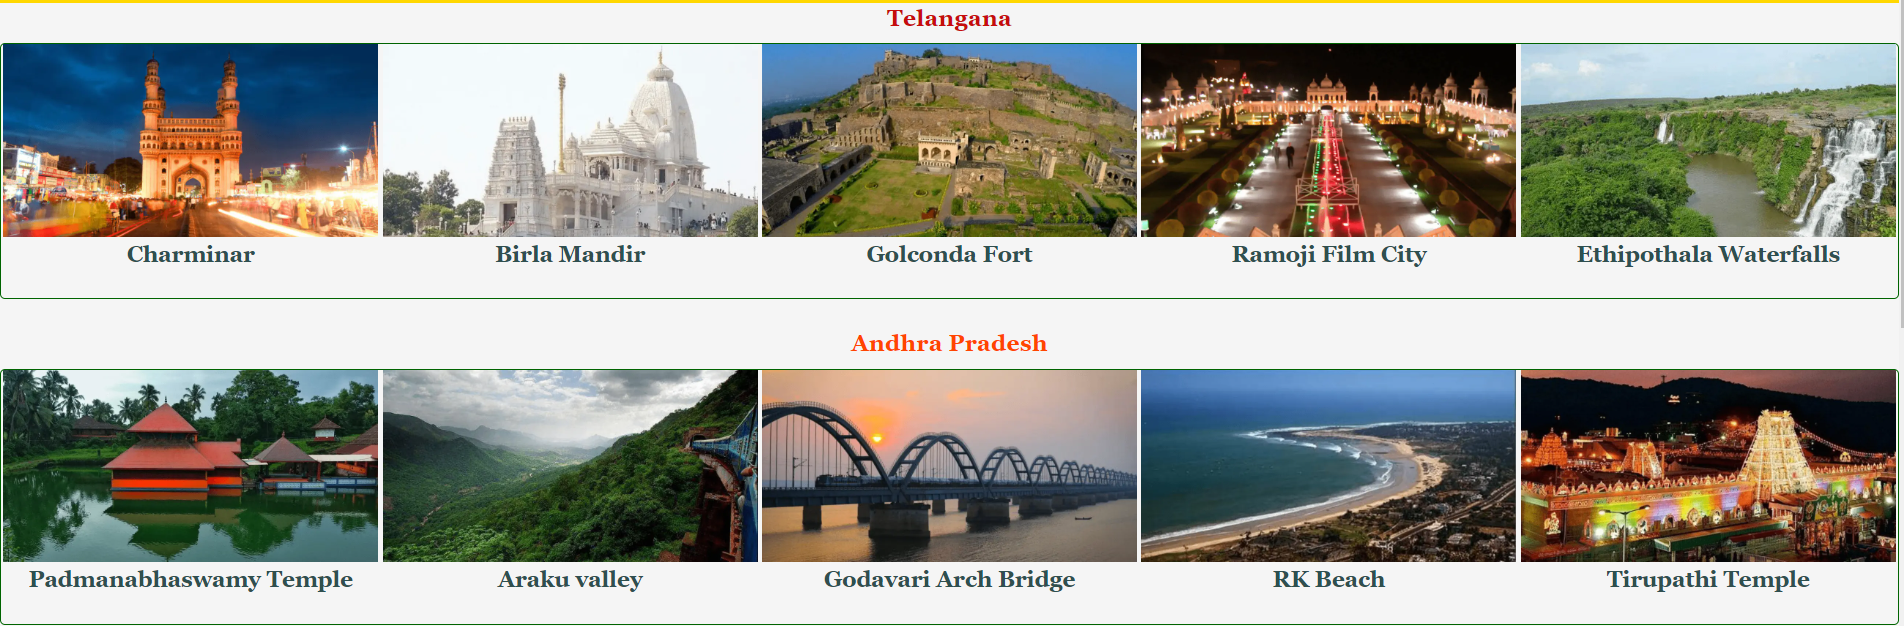 Telangana
Charminar
Birla Mandir
Golconda Fort
Ramoji Film City
Ethipothala Waterfalls
Andhra Pradesh
Padmanabhaswamy Temple
Araku valley
Godavari Arch Bridge
RK Beach
Tirupathi Temple